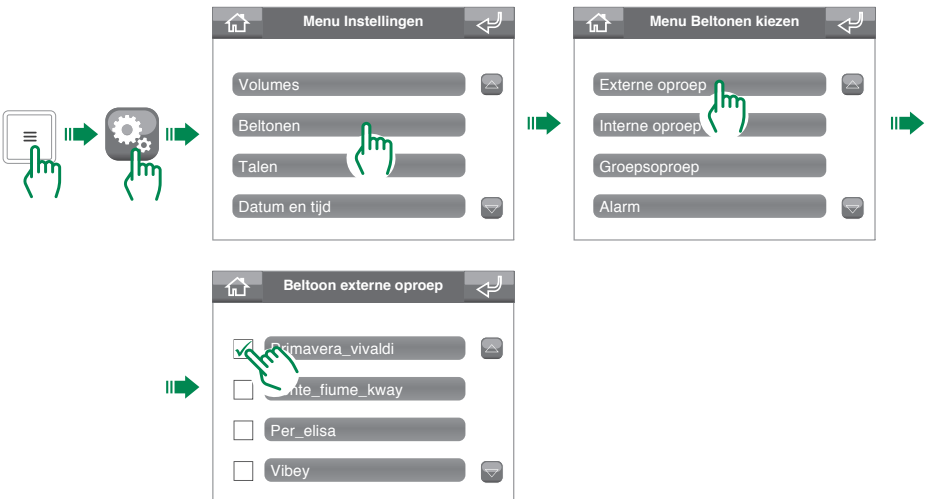 Menu Instellingen
Volumes
Beltonen
Talen
Datum en tijd
Menu Beltonen kiezen
Externe oproep
Interne oproep
Groepsoproep
Alarm
Beltoon externe oproep
Primavera_vivaldi
_fiume_kway
Per_elisa
Vibey